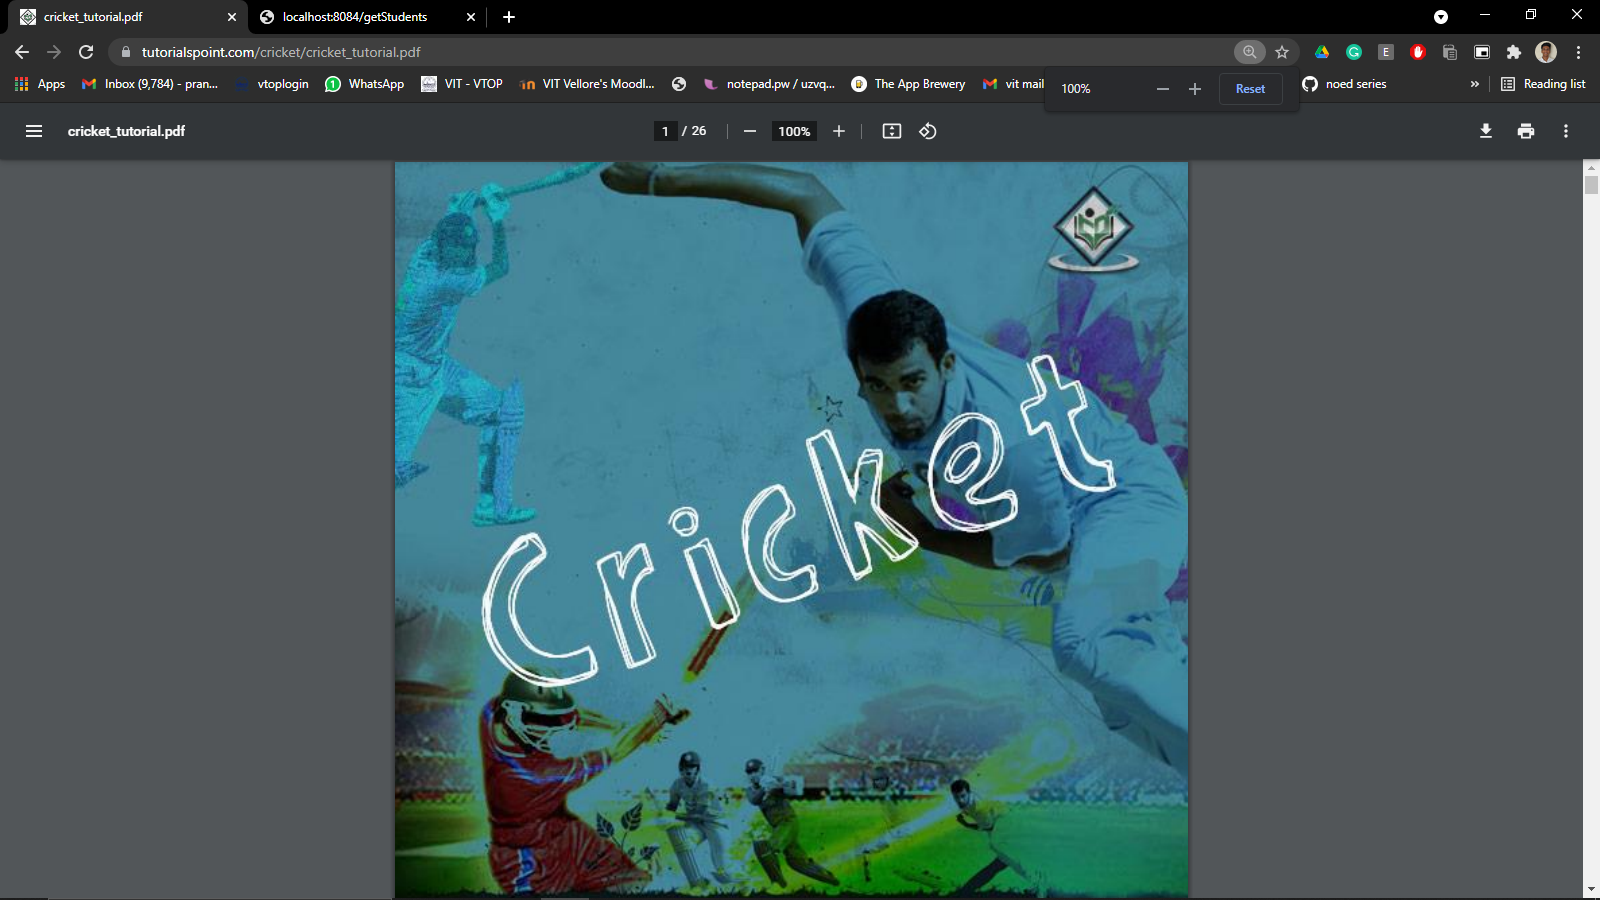 cricket_tutorial.pdf
localhost:8084/getStudents
tutorialspoint.com/cricket/cricket_tutorial.pdf
Apps
Inbox (9,784) - pran...
vtoplogin
1
WhatsApp
VIT - VTOP
VIT Vellore's Moodl...
notepad.pw / uzvq...
The App Brewery
vit mail
noed series
»
Reading list
100%
Reset
E
cricket_tutorial.pdf
1 / 26
100%
Cricket